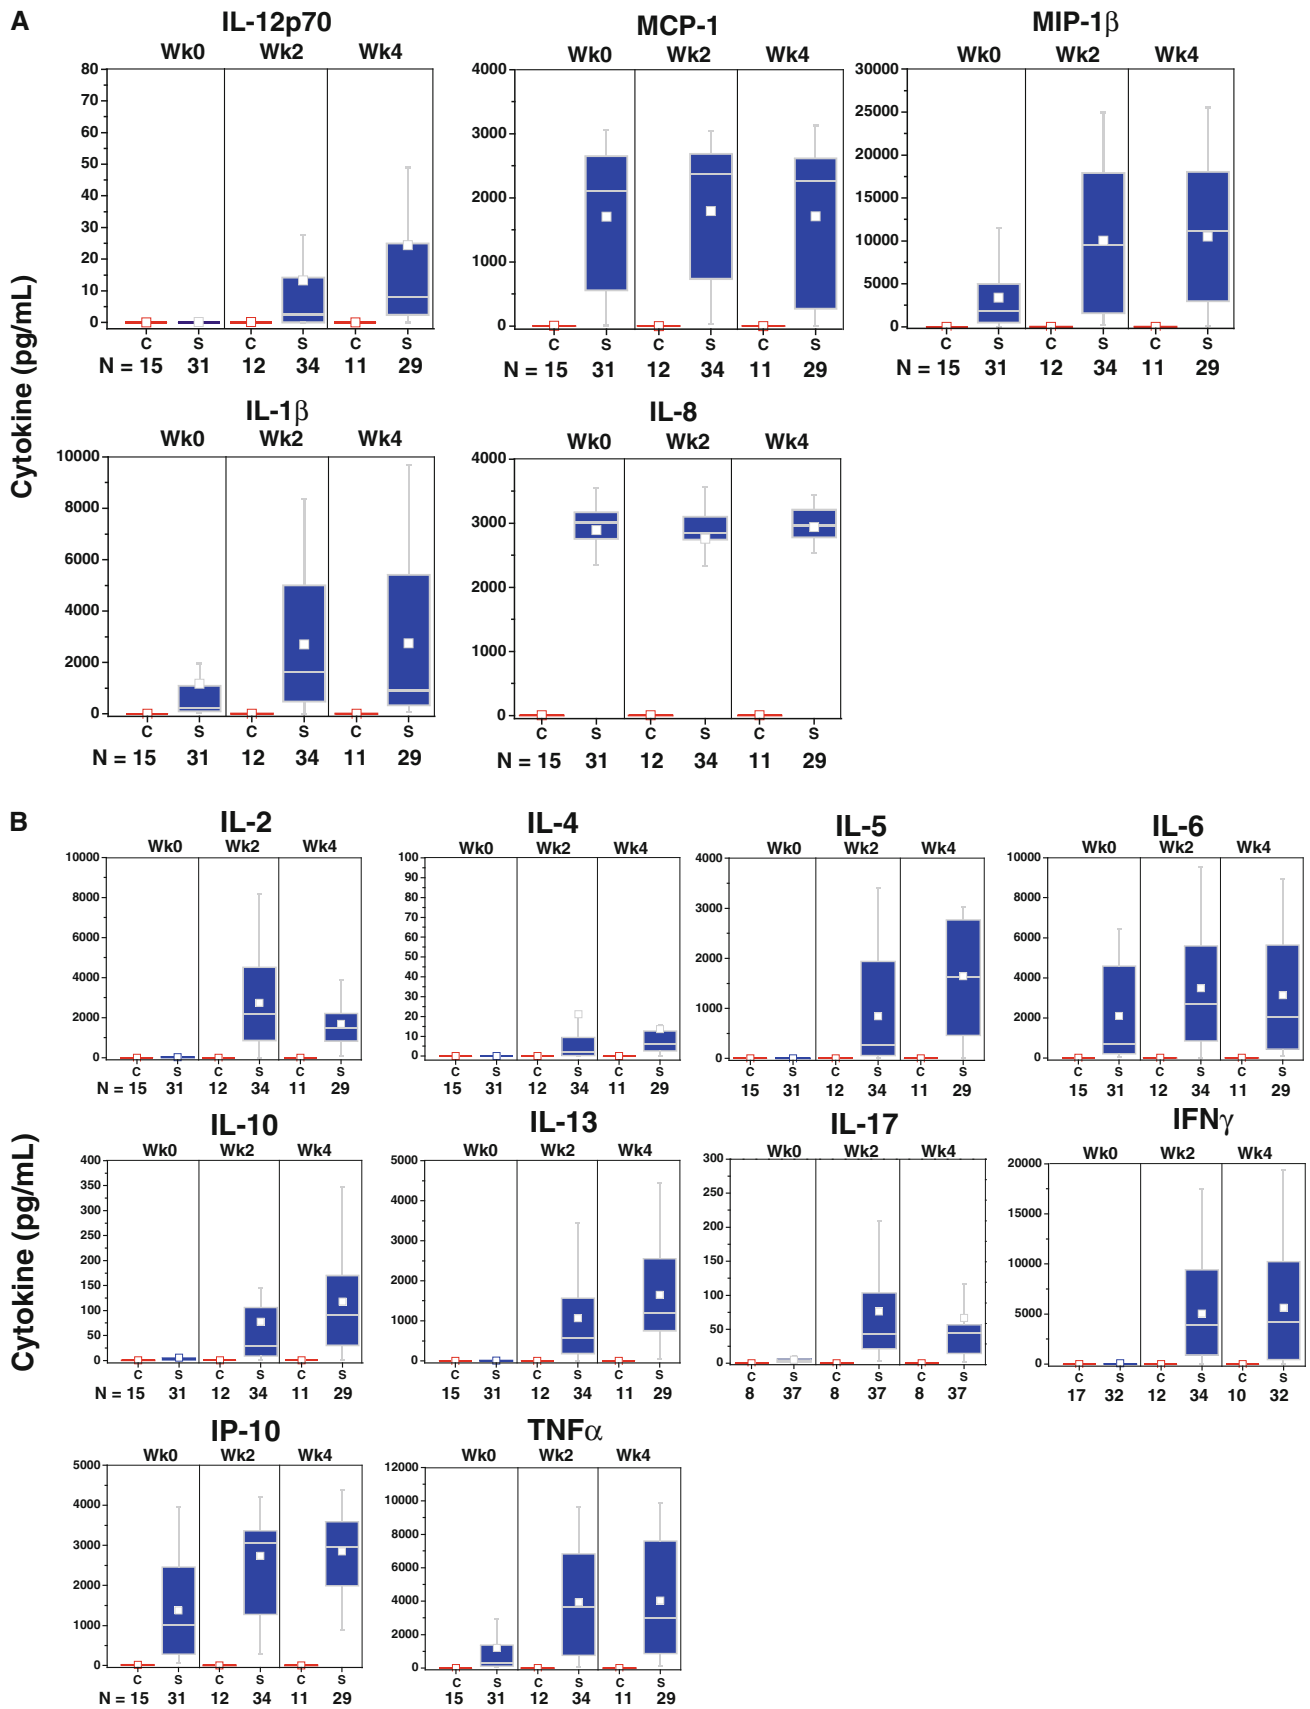 A
IL-12p70 MCP-1 MIP-1β
Wk0 Wk2 Wk4 Wk0 Wk2 Wk4 Wk0 Wk2 Wk4
80 4000 30000
70 25000
60 3000 20000
50 15000
40 2000 10000
30 1000 5000
20 0 0
10
0
C S C S C S C S C S C S C S C S C S
N = 15 31 12 34 11 29 N = 15 31 12 34 11 29 N = 15 31 12 34 11 29
Cytokine (pg/mL)
IL-1β IL-8
Wk0 Wk2 Wk4 Wk0 Wk2 Wk4
10000 4000
8000 3000
6000 2000
4000 1000
2000 0
0
C S C S C S C S C S C S
N = 15 31 12 34 11 29 N = 15 31 12 34 11 29
B
IL-2 IL-4 IL-5 IL-6
Wk0 Wk2 Wk4 Wk0 Wk2 Wk4 Wk0 Wk2 Wk4 Wk0 Wk2 Wk4
10000 100 4000 10000
8000 90 3000 8000
6000 80 2000 6000
4000 70 1000 4000
2000 60 0 2000
0 50 0
40
30
20
10
0
C S C S C S C S C S C S C S C S C S C S C S C S
N = 15 31 12 34 11 29 15 31 12 34 11 29 15 31 12 34 11 29 15 31 12 34 11 29
Cytokine (pg/mL)
IL-10 IL-13 IL-17 IFNγ
Wk0 Wk2 Wk4 Wk0 Wk2 Wk4 Wk0 Wk2 Wk4 Wk0 Wk2 Wk4
400 5000 300 20000
350 4000 250 15000
300 3000 200 10000
250 2000 150 5000
200 1000 100 0
150 0 50
100 0
50
0
C S C S C S C S C S C S C S C S C S C S C S C S
N = 15 31 12 34 11 29 15 31 12 34 11 29 8 37 8 37 8 37 17 32 12 34 10 32
IP-10 TNFα
Wk0 Wk2 Wk4 Wk0 Wk2 Wk4
5000 12000
4000 10000
3000 8000
2000 6000
1000 4000
0 2000
0
C S C S C S C S C S C S
N = 15 31 12 34 11 29 15 31 12 34 11 29